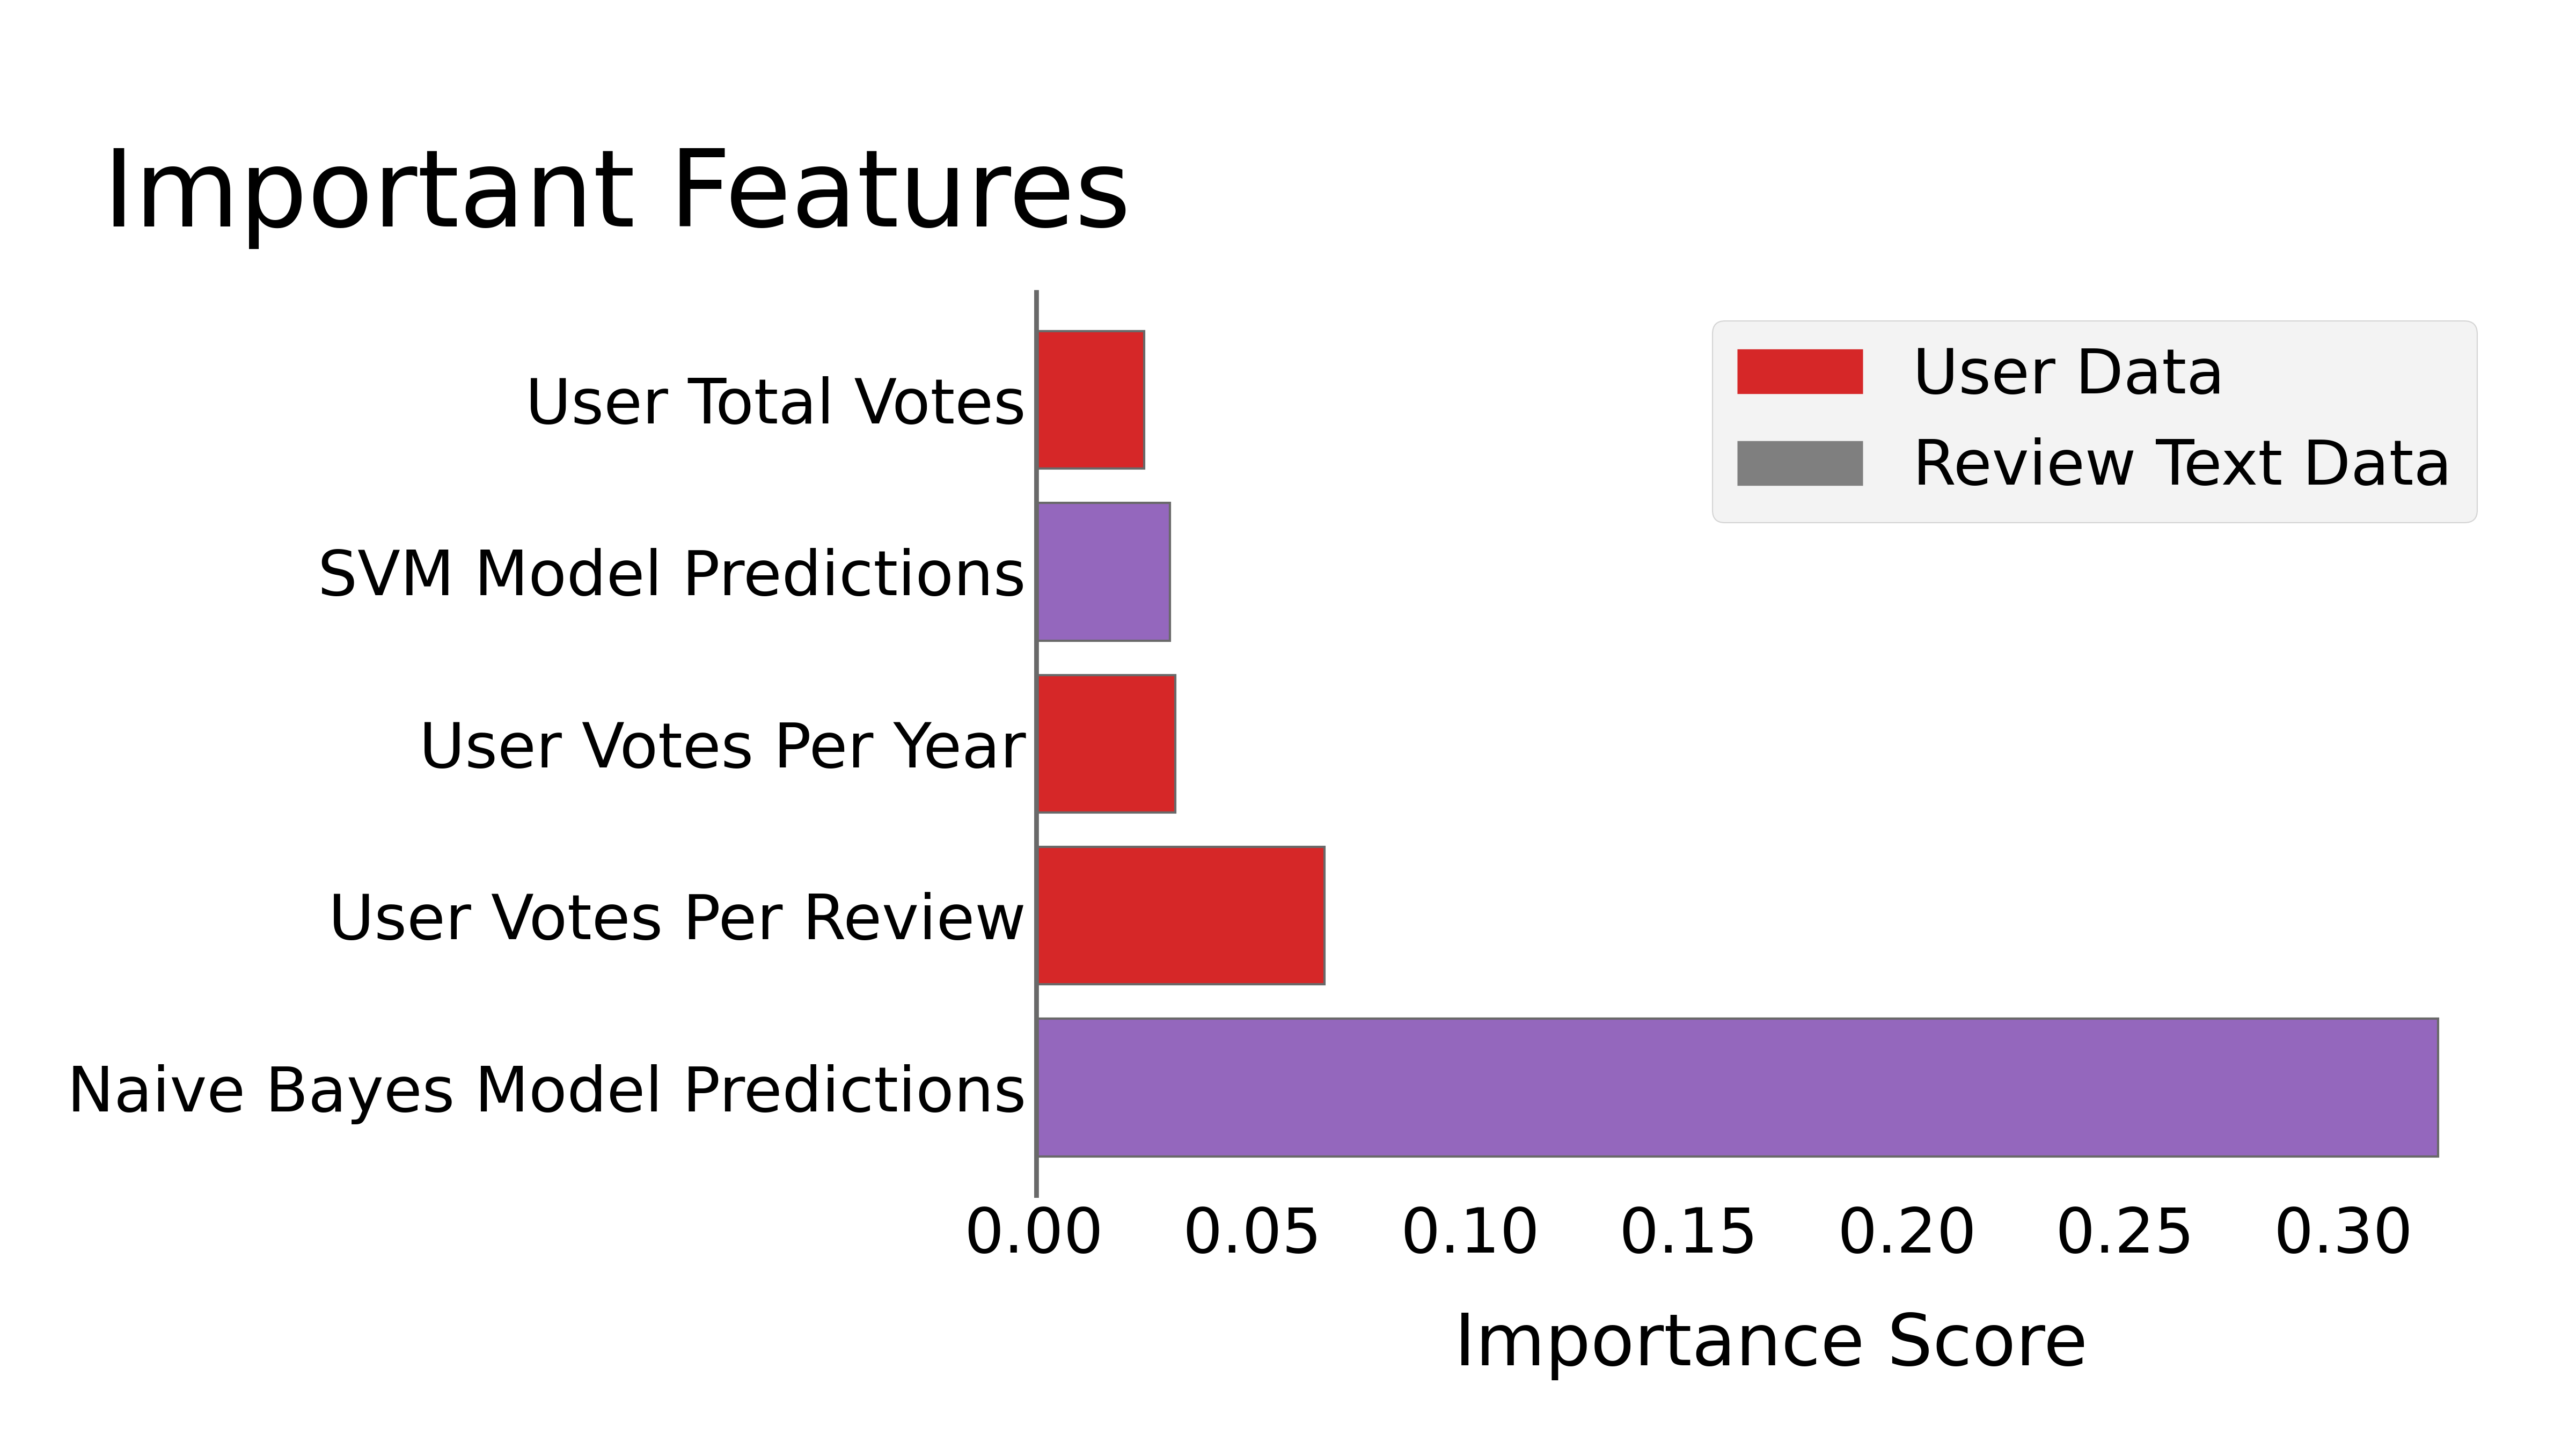 Important Features
User Data
Review Text Data
User Total Votes
SVM Model Predictions
User Votes Per Year
User Votes Per Review
Naive Bayes Model Predictions
0.00 0.05 0.10 0.15 0.20 0.25 0.30
Importance Score